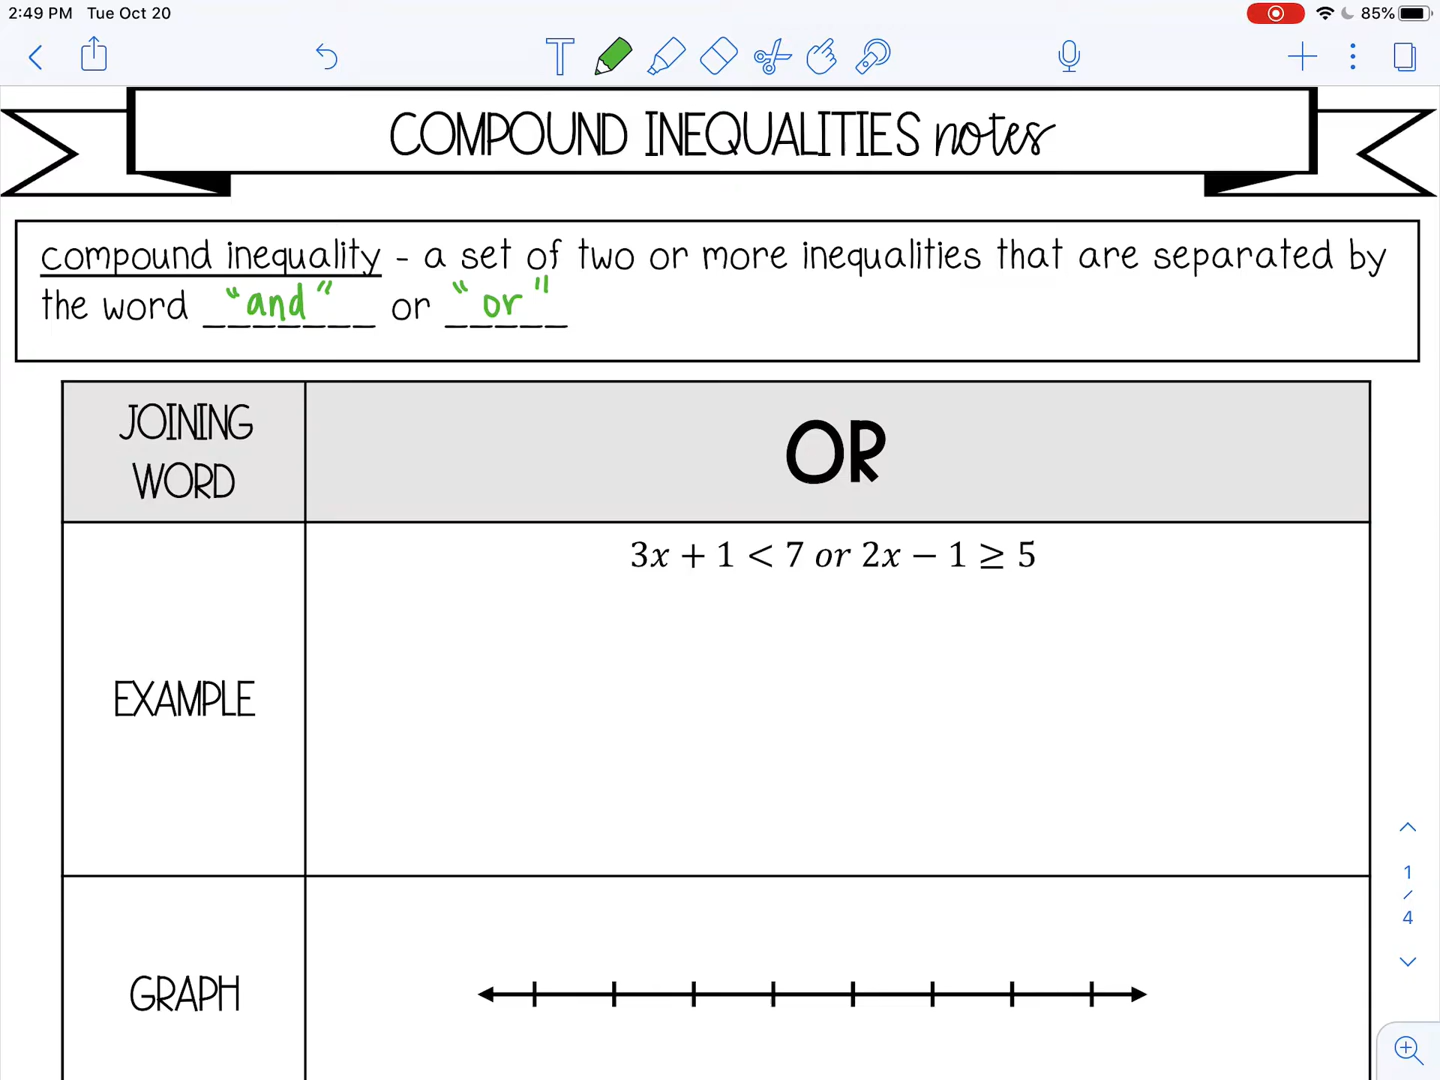 2:49 PM Tue Oct 20
85%
T
COMPOUND INEQUALITIES notes
compound inequality - a set of two or more inequalities that are separated by
the word "and" or "or"
JOINING
WORD
OR
3x + 1 < 7 or 2x − 1 ≥ 5
EXAMPLE
1
/
4
GRAPH